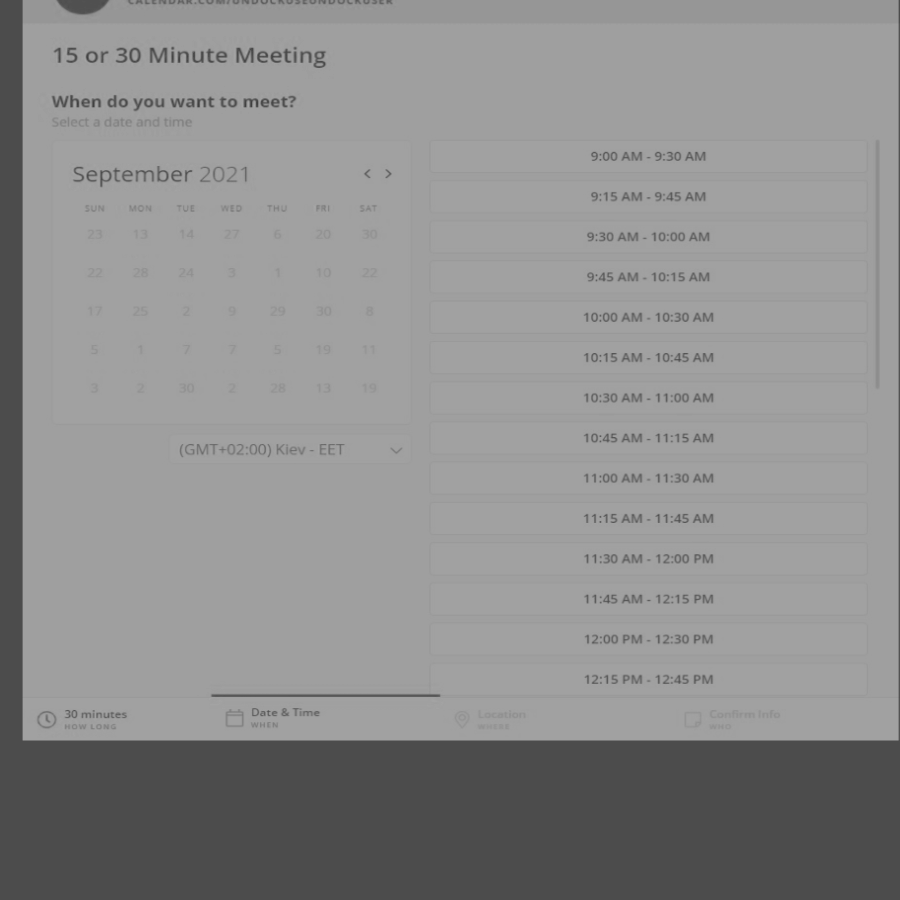 15 or 30 Minute Meeting
When do you want to meet?
Select a date and time
September 2021
< >
SUN MON TUE WED THU FRI SAT
23 13 14 27 6 20 30
22 28 24 3 1 10 22
17 25 2 9 29 30 8
5 1 7 7 5 19 11
3 2 30 2 28 13 19
(GMT+02:00) Kiev - EET
9:00 AM - 9:30 AM
9:15 AM - 9:45 AM
9:30 AM - 10:00 AM
9:45 AM - 10:15 AM
10:00 AM - 10:30 AM
10:15 AM - 10:45 AM
10:30 AM - 11:00 AM
10:45 AM - 11:15 AM
11:00 AM - 11:30 AM
11:15 AM - 11:45 AM
11:30 AM - 12:00 PM
11:45 AM - 12:15 PM
12:00 PM - 12:30 PM
12:15 PM - 12:45 PM
30 minutes
HOW LONG
Date & Time
WHEN
Location
WHERE
Confirm Info
WHO